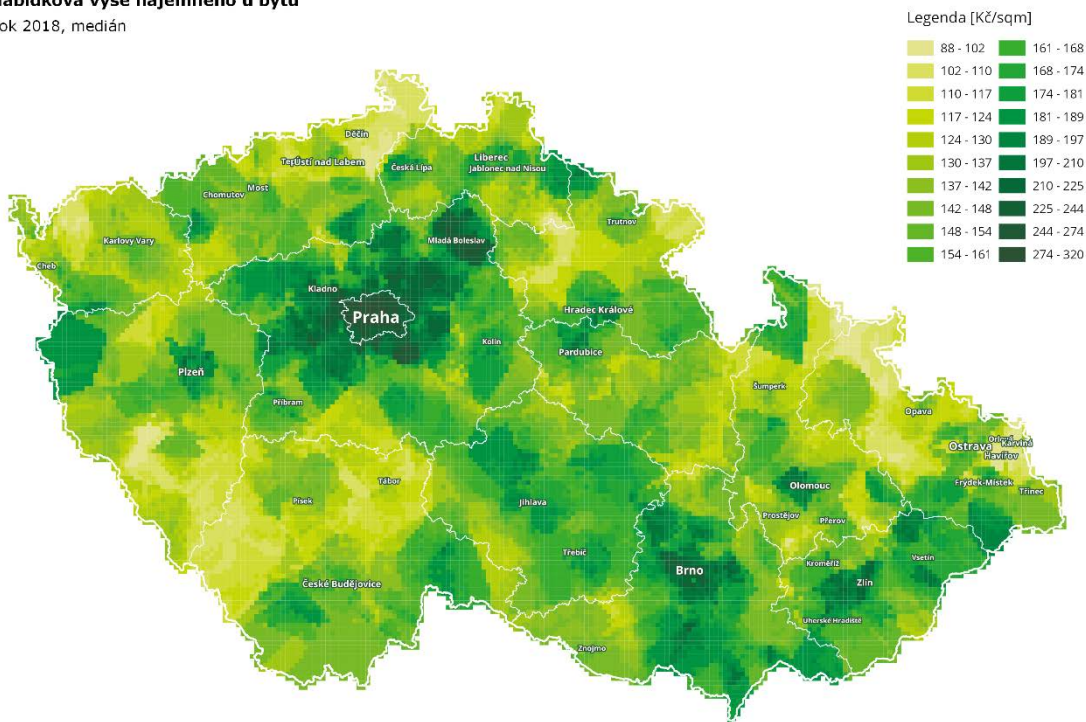 nabídková výše nájemného u bytů
rok 2018, medián
Legenda [Kč/sqm]
88 - 102
102 - 110
110 - 117
117 - 124
124 - 130
130 - 137
137 - 142
142 - 148
148 - 154
154 - 161
161 - 168
168 - 174
174 - 181
181 - 189
189 - 197
197 - 210
210 - 225
225 - 244
244 - 274
274 - 320
Děčín
Ústí nad Labem
Česká Lípa
Liberec
Jablonec nad Nisou
Most
Chomutov
Trutnov
Karlovy Vary
Mladá Boleslav
Cheb
Kladno
Hradec Králové
Praha
Kolín
Pardubice
Plzeň
Šumperk
Příbram
Opava
Ostrava
Karviná
Havířov
Tábor
Olomouc
Frýdek-Místek
Třinec
Písek
Jihlava
Prostějov
Přerov
Třebíč
Vsetín
Kroměříž
Brno
Zlín
České Budějovice
Uherské Hradiště
Znojmo